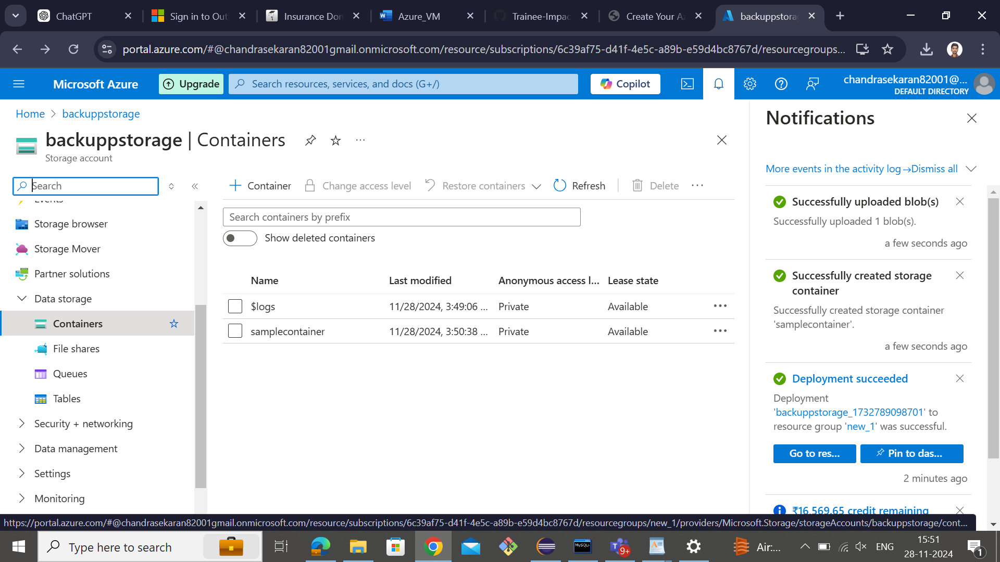 ChatGPT
Sign in to Out
Insurance Dom
Azure_VM
Trainee-Impac
Create Your Az
backuppstorag
portal.azure.com/#@chandrasekaran82001gmail.onmicrosoft.com/resource/subscriptions/6c39af75-d41f-4e5c-a89b-e59d4bc8767d/resourcegroups...
Microsoft Azure
Upgrade
Search resources, services, and docs (G+/)
Copilot
chandrasekaran82001@...
DEFAULT DIRECTORY
Home > backuppstorage
backuppstorage | Containers
Storage account
Search
Events
Storage browser
Storage Mover
Partner solutions
Data storage
Containers
File shares
Queues
Tables
Security + networking
Data management
Settings
Monitoring
Container
Change access level
Restore containers
Refresh
Delete
Search containers by prefix
Show deleted containers
Name Last modified Anonymous access l... Lease state
$logs 11/28/2024, 3:49:06 ... Private Available
samplecontainer 11/28/2024, 3:50:38 ... Private Available
Notifications
More events in the activity log →
Dismiss all
Successfully uploaded blob(s)
Successfully uploaded 1 blob(s).
a few seconds ago
Successfully created storage
container
Successfully created storage container
'samplecontainer'.
a few seconds ago
Deployment succeeded
Deployment
'backuppstorage_1732789098701' to
resource group 'new_1' was successful.
Go to res...
Pin to das...
2 minutes ago
₹16,569.65 credit remaining
https://portal.azure.com/#@chandrasekaran82001gmail.onmicrosoft.com/resource/subscriptions/6c39af75-d41f-4e5c-a89b-e59d4bc8767d/resourcegroups/new_1/providers/Microsoft.Storage/storageAccounts/backuppstorage/cont...
Type here to search
MySQL
9+
Air:...
ENG
15:51
28-11-2024
1